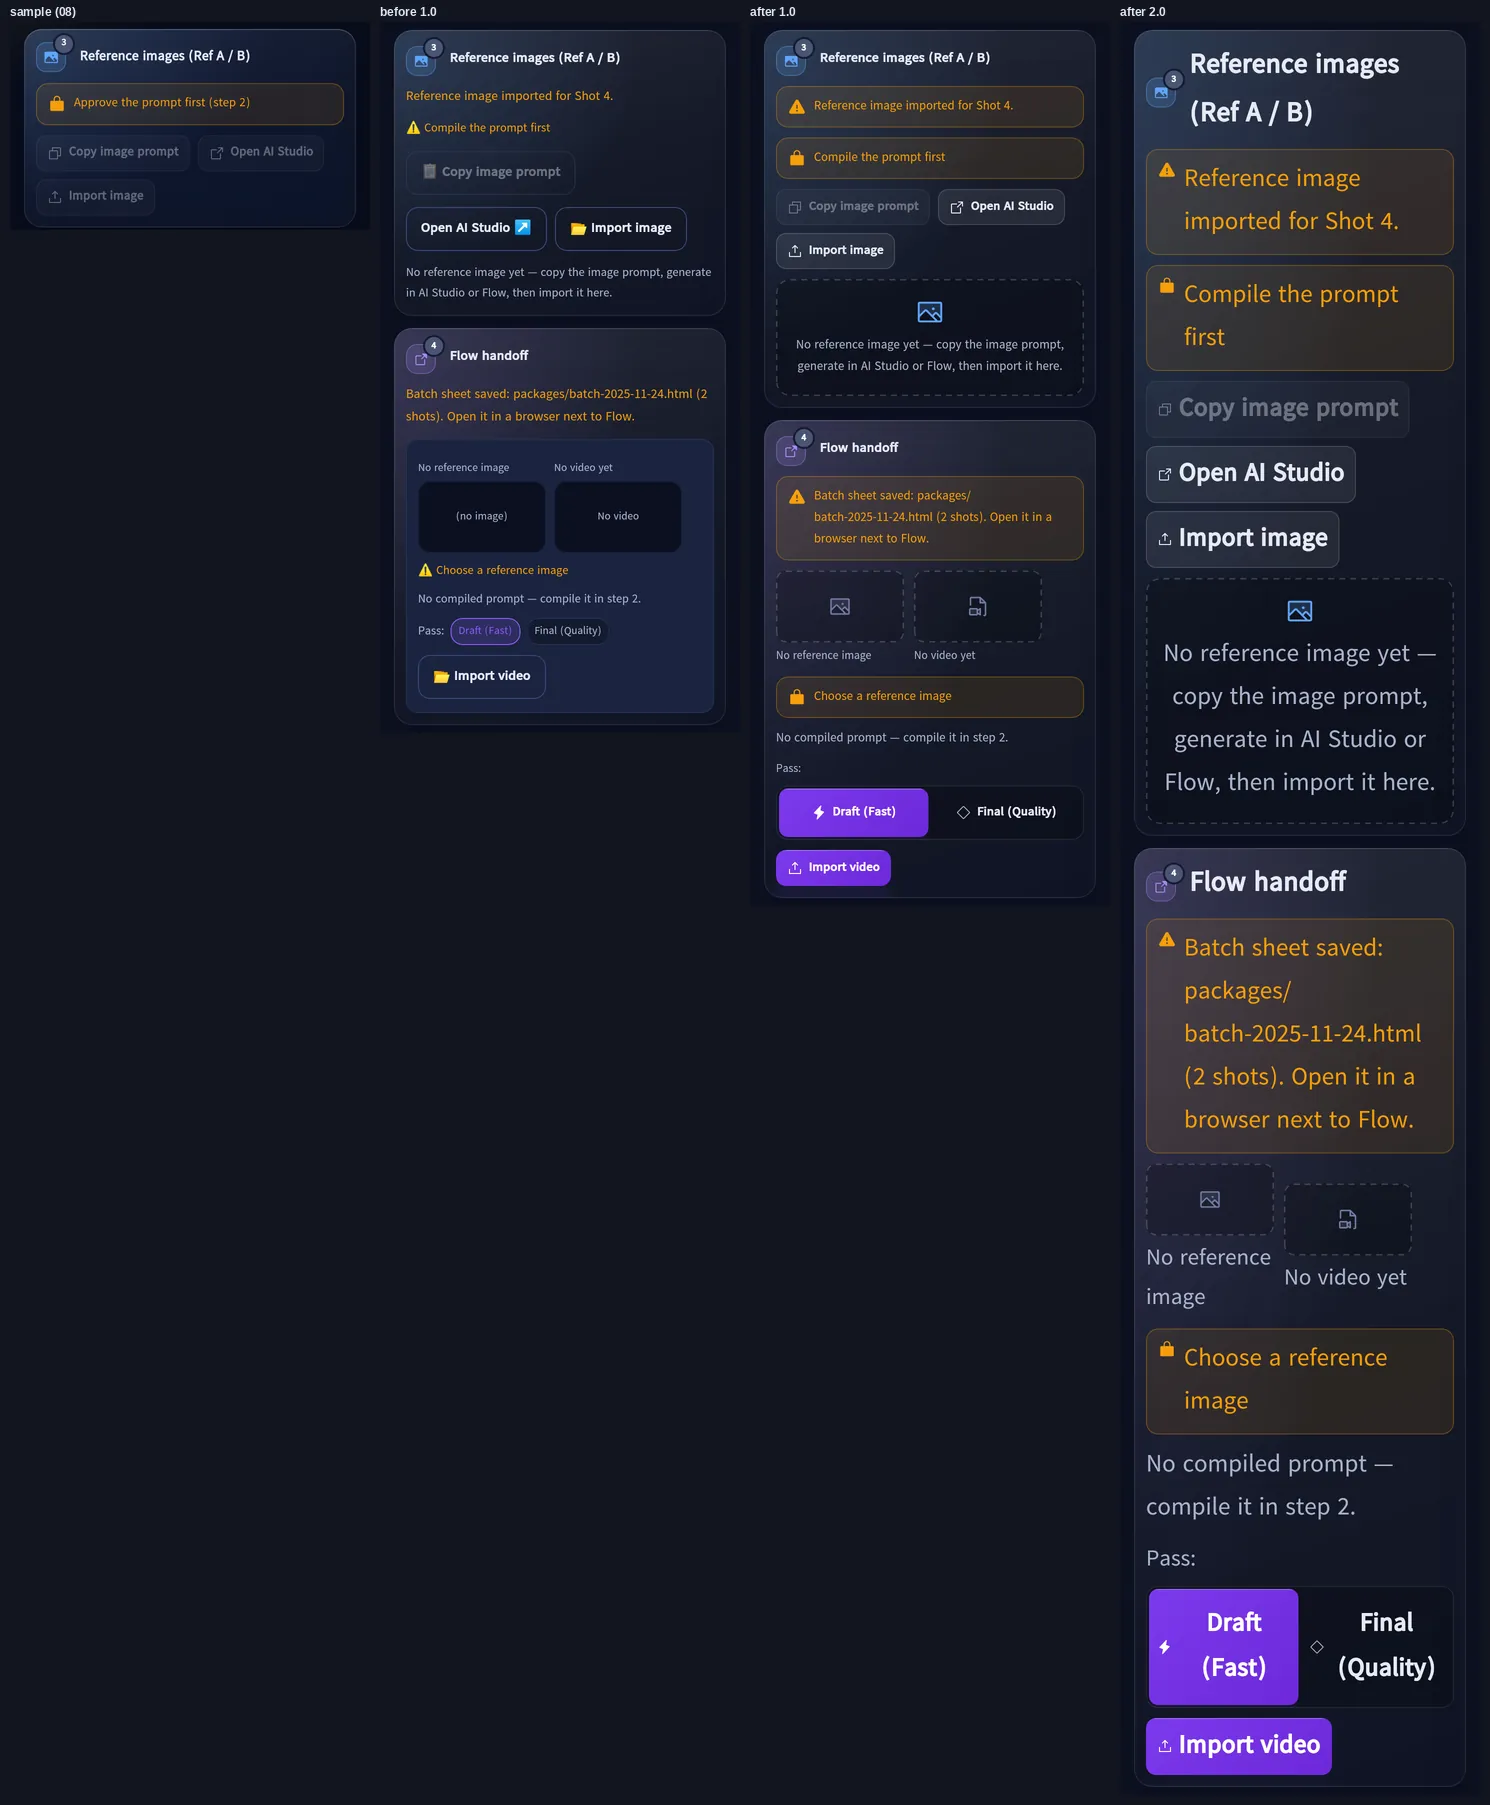 sample (08)
3
Reference images (Ref A / B)
Approve the prompt first (step 2)
Copy image prompt
Open AI Studio
Import image
before 1.0
3
Reference images (Ref A / B)
Reference image imported for Shot 4.
⚠️ Compile the prompt first
Copy image prompt
Open AI Studio
Import image
No reference image yet — copy the image prompt, generate
in AI Studio or Flow, then import it here.
4
Flow handoff
Batch sheet saved: packages/batch-2025-11-24.html (2
shots). Open it in a browser next to Flow.
No reference image
No video yet
(no image)
No video
⚠️ Choose a reference image
No compiled prompt — compile it in step 2.
Pass:
Draft (Fast)
Final (Quality)
Import video
after 1.0
3
Reference images (Ref A / B)
Reference image imported for Shot 4.
Compile the prompt first
Copy image prompt
Open AI Studio
Import image
No reference image yet — copy the image prompt,
generate in AI Studio or Flow, then import it here.
4
Flow handoff
Batch sheet saved: packages/
batch-2025-11-24.html (2 shots). Open it in a
browser next to Flow.
No reference image
No video yet
Choose a reference image
No compiled prompt — compile it in step 2.
Pass:
Draft (Fast)
Final (Quality)
Import video
after 2.0
3
Reference images
(Ref A / B)
Reference image
imported for Shot 4.
Compile the prompt
first
Copy image prompt
Open AI Studio
Import image
No reference image yet —
copy the image prompt,
generate in AI Studio or
Flow, then import it here.
4
Flow handoff
Batch sheet saved:
packages/
batch-2025-11-24.html
(2 shots). Open it in a
browser next to Flow.
No reference
image
No video yet
Choose a reference
image
No compiled prompt —
compile it in step 2.
Pass:
Draft
(Fast)
Final
(Quality)
Import video